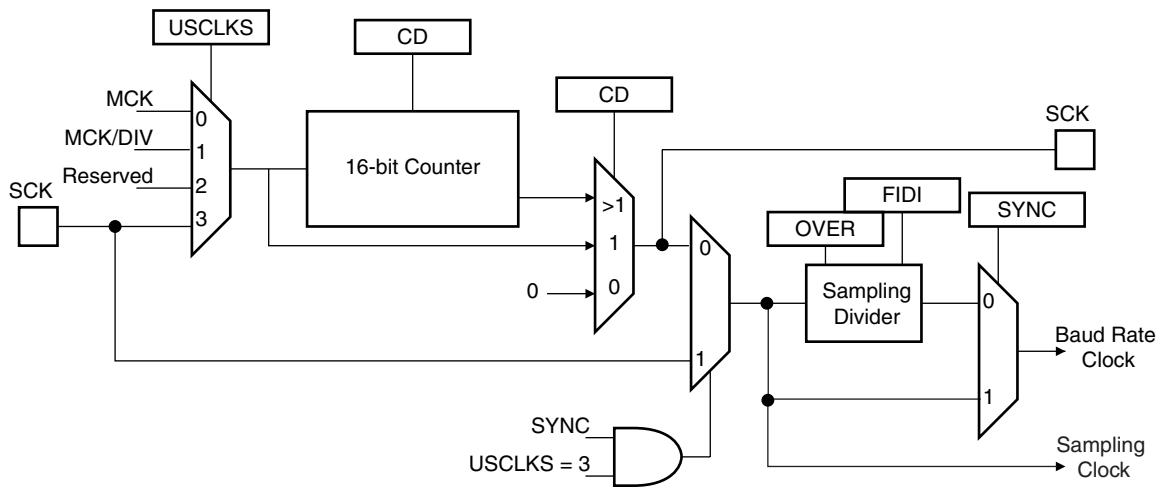 USCLKS
CD
CD
MCK
MCK/DIV
Reserved
SCK
0
1
2
3
16-bit Counter
>1
1
0
0
SCK
FIDI
OVER
SYNC
0
1
Sampling
Divider
0
1
Baud Rate
Clock
SYNC
USCLKS = 3
Sampling
Clock